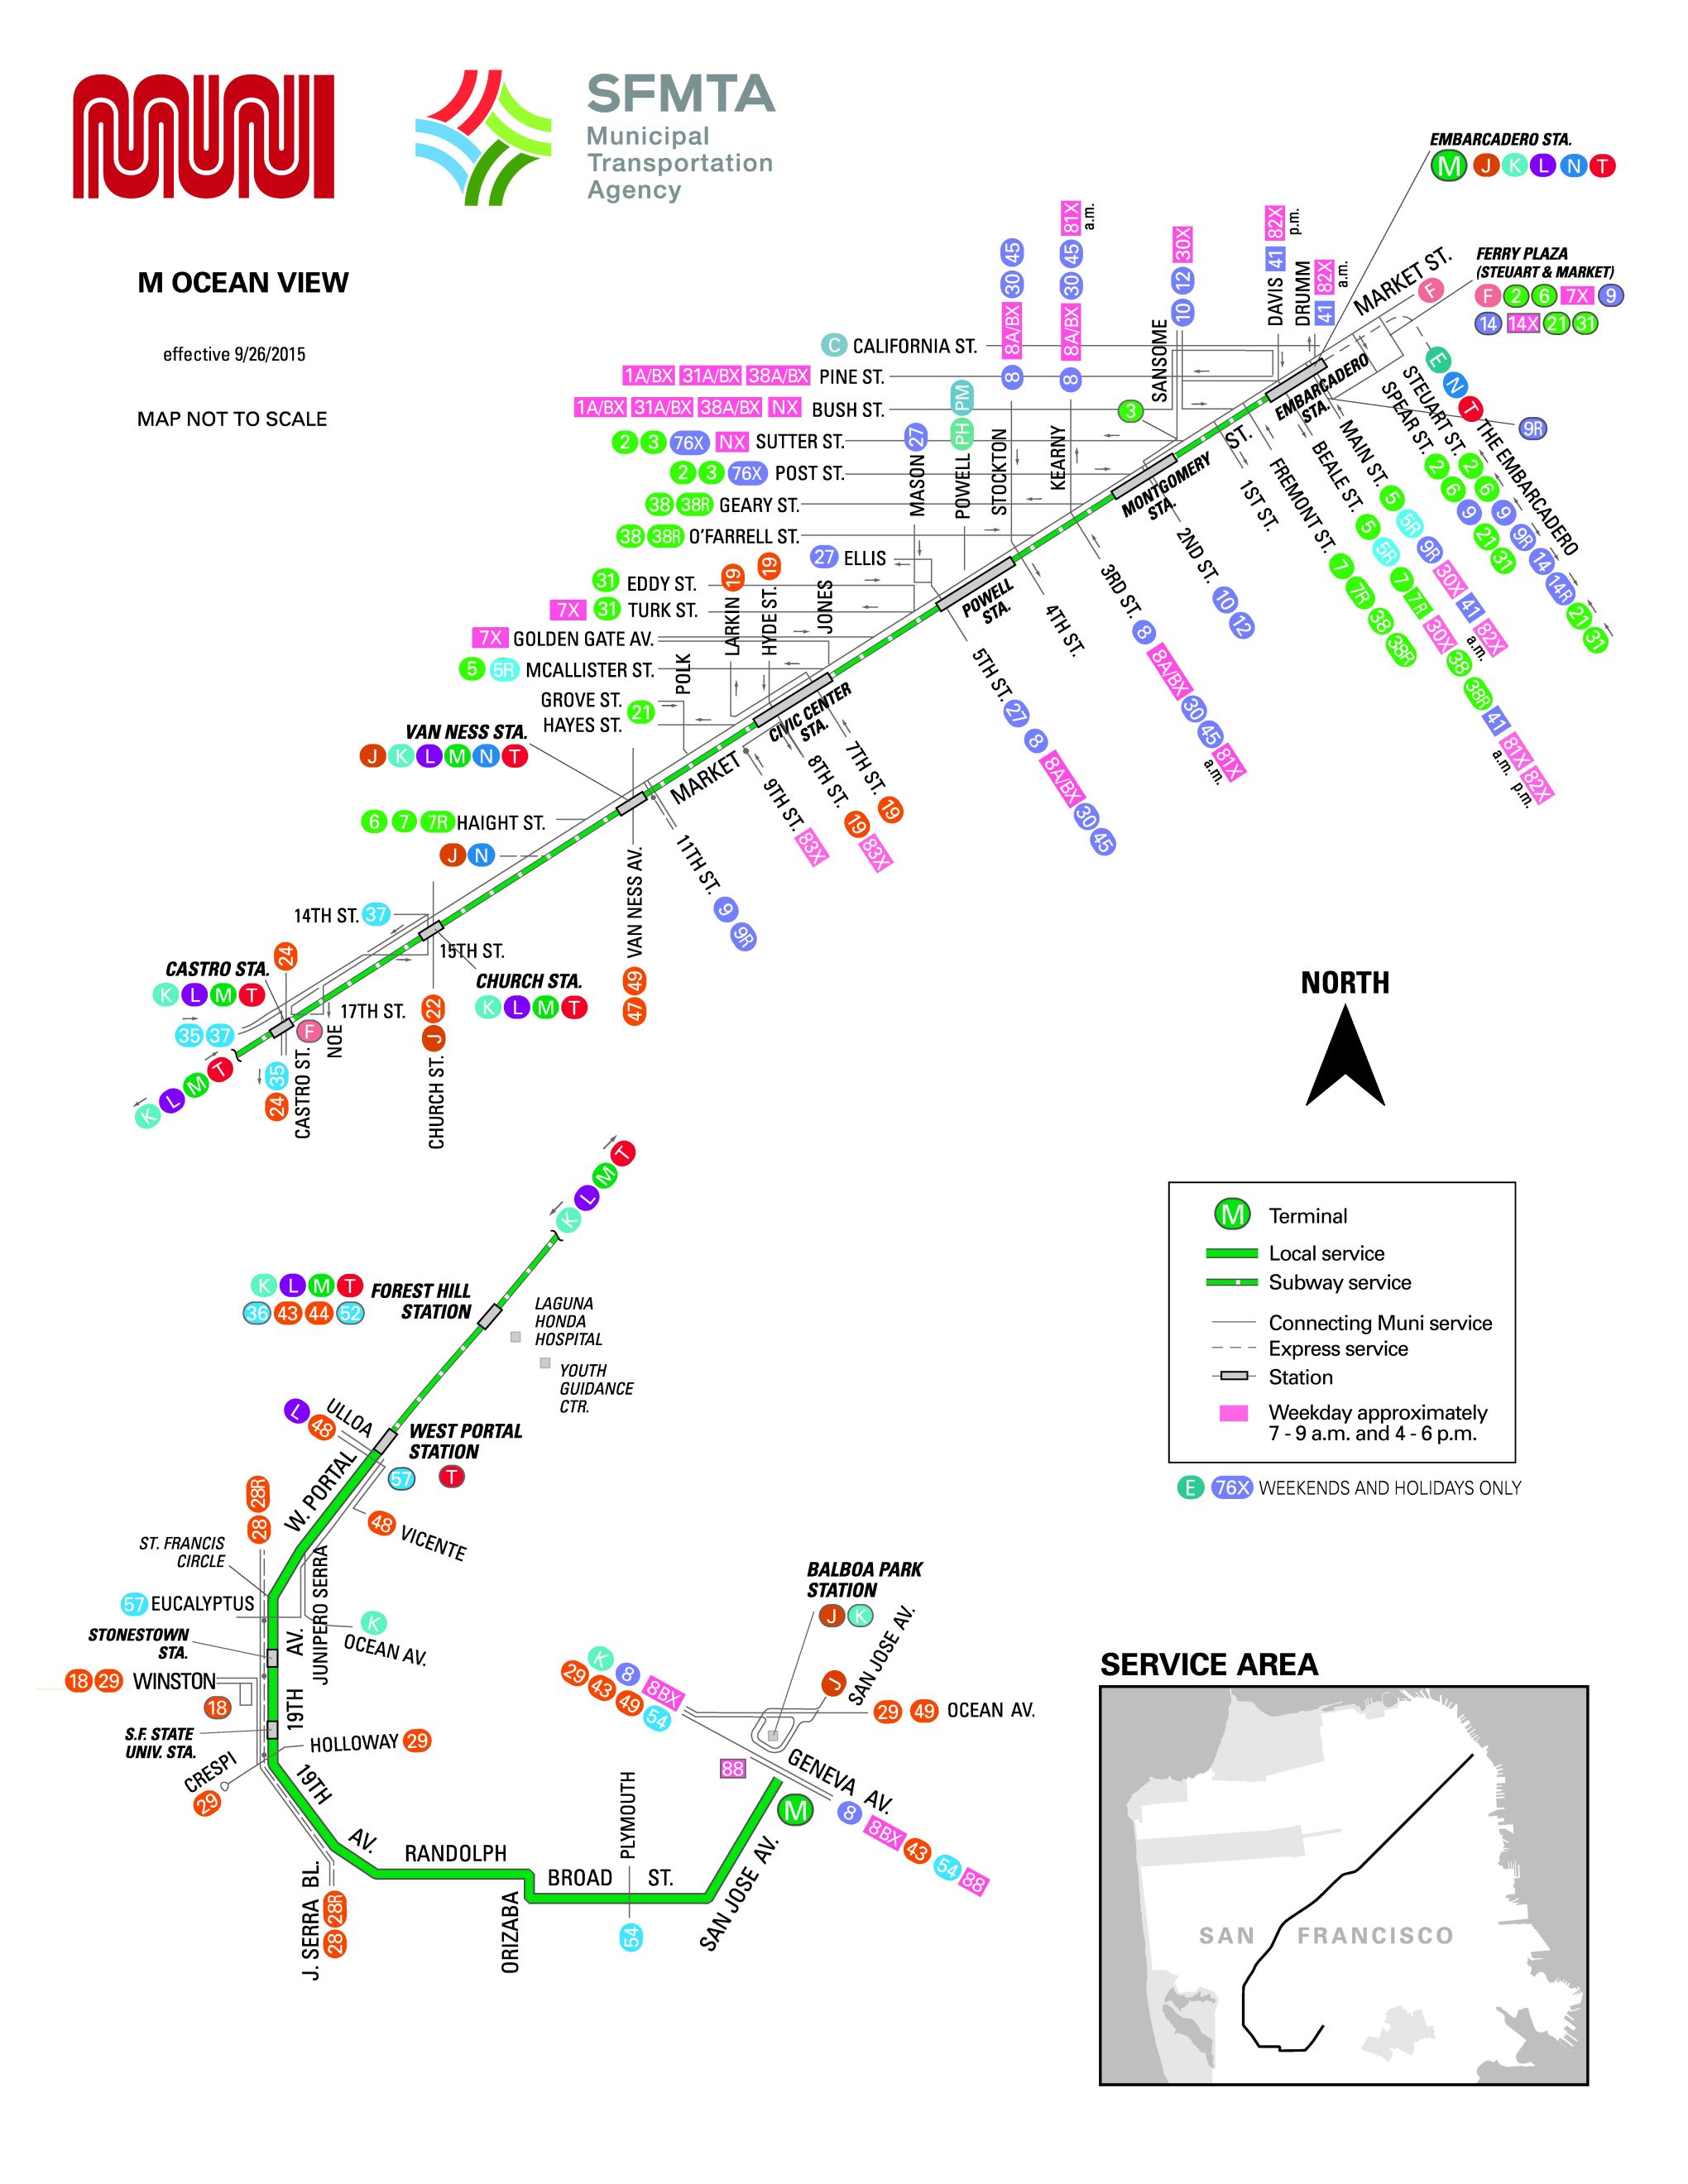 MUNI
SFMTA
Municipal
Transportation
Agency
M OCEAN VIEW
effective 9/26/2015
MAP NOT TO SCALE
EMBARCADERO STA.
M J K L N T
FERRY PLAZA
(STEUART & MARKET)
F 2 6 7X 9
14 14X 21 31
MARKET ST.
F
DAVIS 41 82X
p.m.
DRUMM 41 82X
a.m.
SANSOME 10 12 30X
8 8A/BX 30 45
8 8A/BX 30 45 81X
a.m.
C CALIFORNIA ST.
1A/BX 31A/BX 38A/BX PINE ST.
1A/BX 31A/BX 38A/BX NX BUSH ST.
2 3 76X NX SUTTER ST.
2 3 76X POST ST.
38 38R GEARY ST.
38 38R O'FARRELL ST.
27 ELLIS
31 EDDY ST.
7X 31 TURK ST.
7X GOLDEN GATE AV.
5 5R MCALLISTER ST.
GROVE ST.
21
HAYES ST.
3
MASON 27
POWELL PH PM
STOCKTON
KEARNY
LARKIN 19
HYDE ST. 19
JONES
POLK
EMBARCADERO
STA.
MONTGOMERY
STA.
POWELL
STA.
CIVIC CENTER
STA.
MARKET
ST.
E N T
THE EMBARCADERO
9R
STEUART ST. 2 6 9 9R 14 14R 21 31
SPEAR ST. 2 6 9 21 31
MAIN ST. 5 5R 9R 30X 41 82X
a.m.
BEALE ST. 5 5R 7 7R 30X 38 38R 41 81X 82X
a.m. p.m.
FREMONT ST. 7 7R 38 38R
1ST ST.
2ND ST. 10 12
3RD ST. 8 8A/BX 30 45 81X
a.m.
4TH ST.
5TH ST. 27 8 8A/BX 30 45
7TH ST. 19
8TH ST. 19 83X
9TH ST. 83X
11TH ST. 9 9R
VAN NESS STA.
J K L M N T
VAN NESS AV.
47 49
6 7 7R HAIGHT ST.
J N
14TH ST. 37
15TH ST.
CHURCH STA.
K L M T
CHURCH ST. J 22
CASTRO STA.
K L M T
24
35 37
17TH ST.
F
NOE
CASTRO ST.
24 35
K L M T
K L M T
K L M T
36 43 44 52
FOREST HILL
STATION
LAGUNA
HONDA
HOSPITAL
YOUTH
GUIDANCE
CTR.
L 48 ULLOA
WEST PORTAL
STATION
57 T
W. PORTAL
48 VICENTE
28 28R
ST. FRANCIS
CIRCLE
57 EUCALYPTUS
JUNIPERO SERRA
K
OCEAN AV.
STONESTOWN
STA.
18 29 WINSTON
18
19TH AV.
S.F. STATE
UNIV. STA.
HOLLOWAY 29
CRESPI
29
19TH AV.
J. SERRA BL.
28 28R
RANDOLPH
ORIZABA
BROAD ST.
PLYMOUTH
54
SAN JOSE AV.
M
BALBOA PARK
STATION
J K
J SAN JOSE AV.
29 49 OCEAN AV.
K 8 8BX
29 43 49 54
88
GENEVA AV.
8 8BX 43 54 88
NORTH
M Terminal
Local service
Subway service
Connecting Muni service
Express service
Station
Weekday approximately
7 - 9 a.m. and 4 - 6 p.m.
E 76X WEEKENDS AND HOLIDAYS ONLY
SERVICE AREA
SAN FRANCISCO